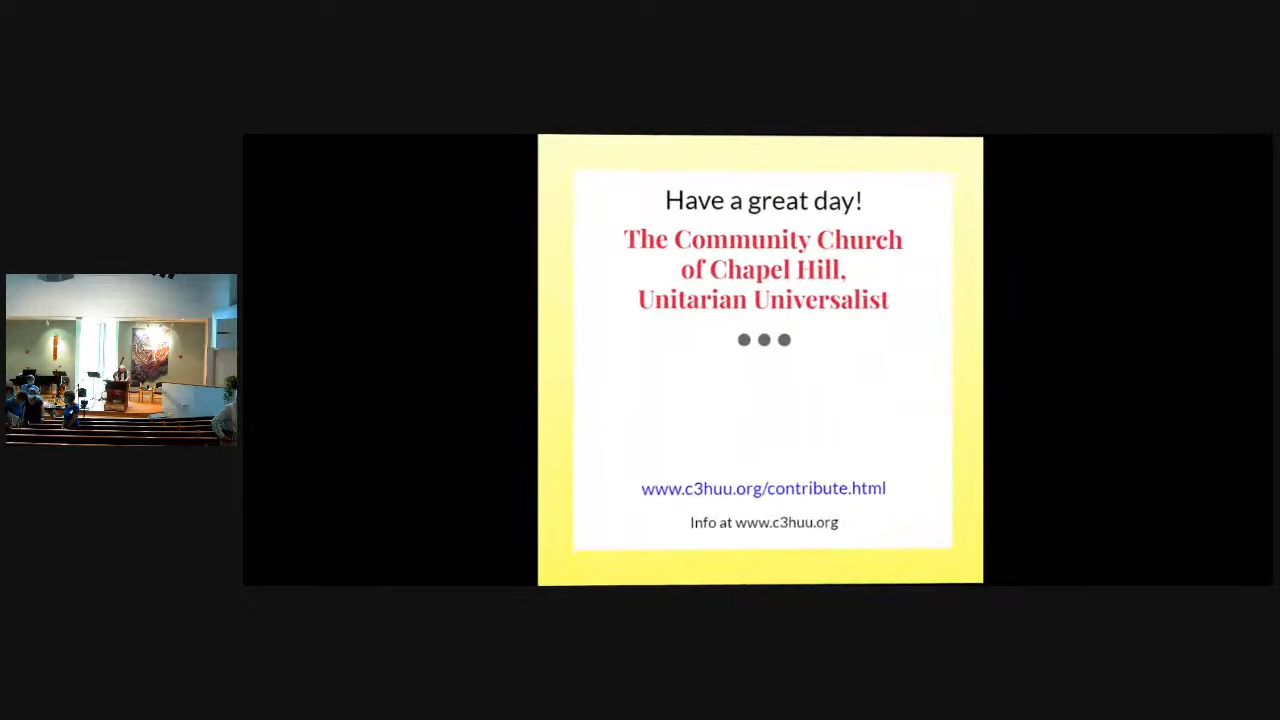 Have a great day!
The Community Church
of Chapel Hill,
Unitarian Universalist
www.c3huu.org/contribute.html
Info at www.c3huu.org